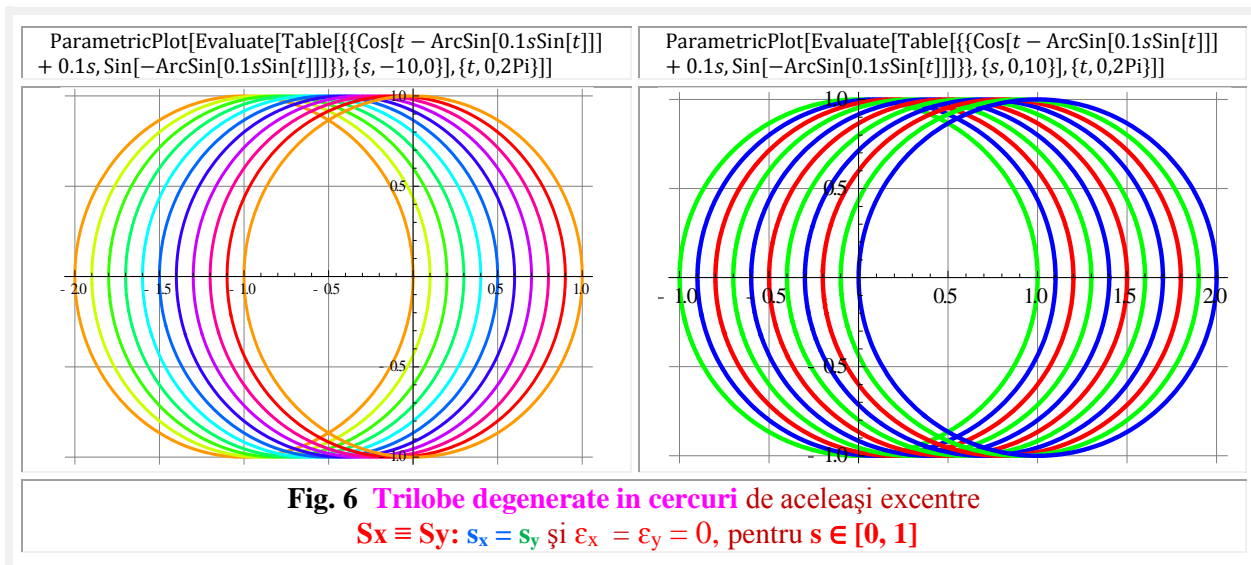 ParametricPlot[Evaluate[Table[{{Cos[t − ArcSin[0.1sSin[t]]]
+ 0.1s, Sin[−ArcSin[0.1sSin[t]]]}}, {s, −10,0}], {t, 0,2Pi}]]
ParametricPlot[Evaluate[Table[{{Cos[t − ArcSin[0.1sSin[t]]]
+ 0.1s, Sin[−ArcSin[0.1sSin[t]]]}}, {s, 0,10}], {t, 0,2Pi}]]
1.0
0.5
- 2.0 - 1.5 - 1.0 - 0.5 0.5 1.0
- 0.5
- 1.0
1.0
0.5
- 1.0 - 0.5 0.5 1.0 1.5 2.0
- 0.5
- 1.0
Fig. 6 Trilobe degenerate in cercuri de aceleaşi excentre
Sx ≡ Sy: sₓ = sᵧ şi εₓ = εᵧ = 0, pentru s ∈ [0, 1]